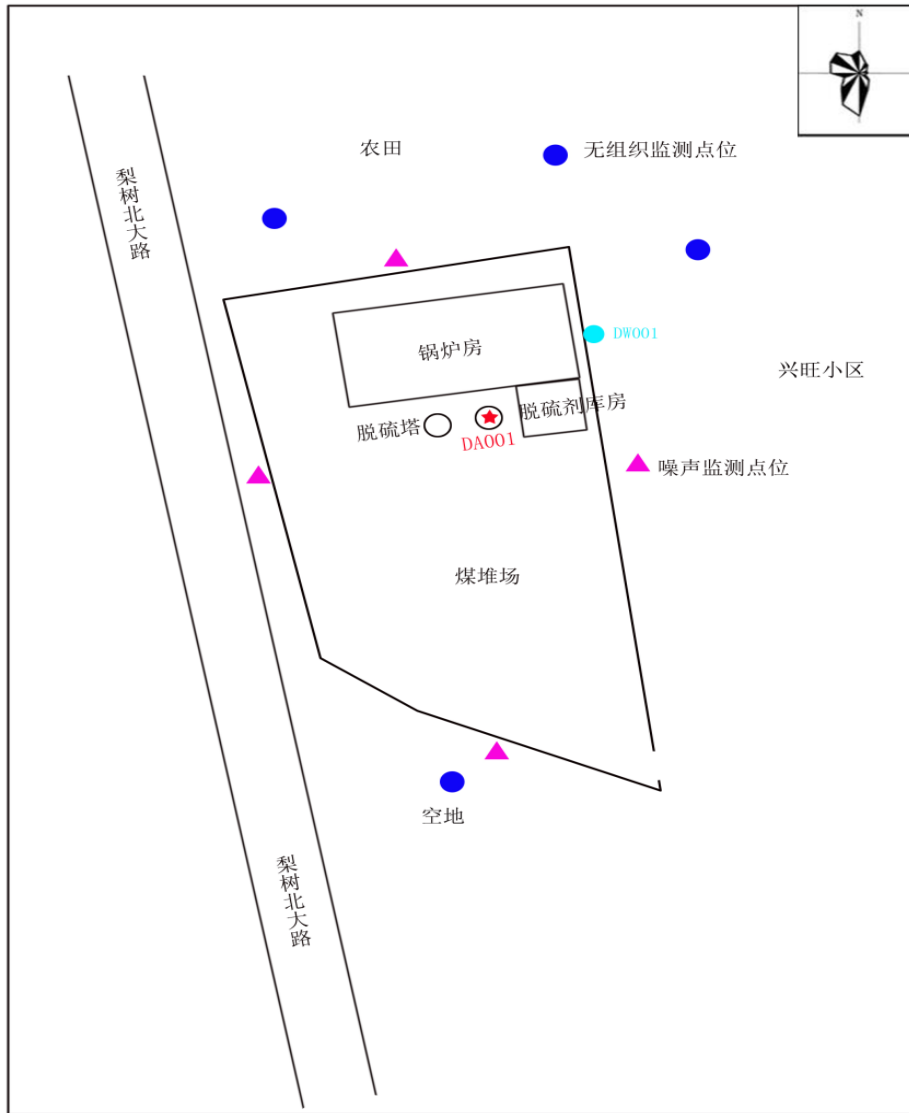 N
农田
无组织监测点位
梨树北大路
DW001
锅炉房
兴旺小区
脱硫剂库房
脱硫塔
DA001
噪声监测点位
煤堆场
空地
梨树北大路